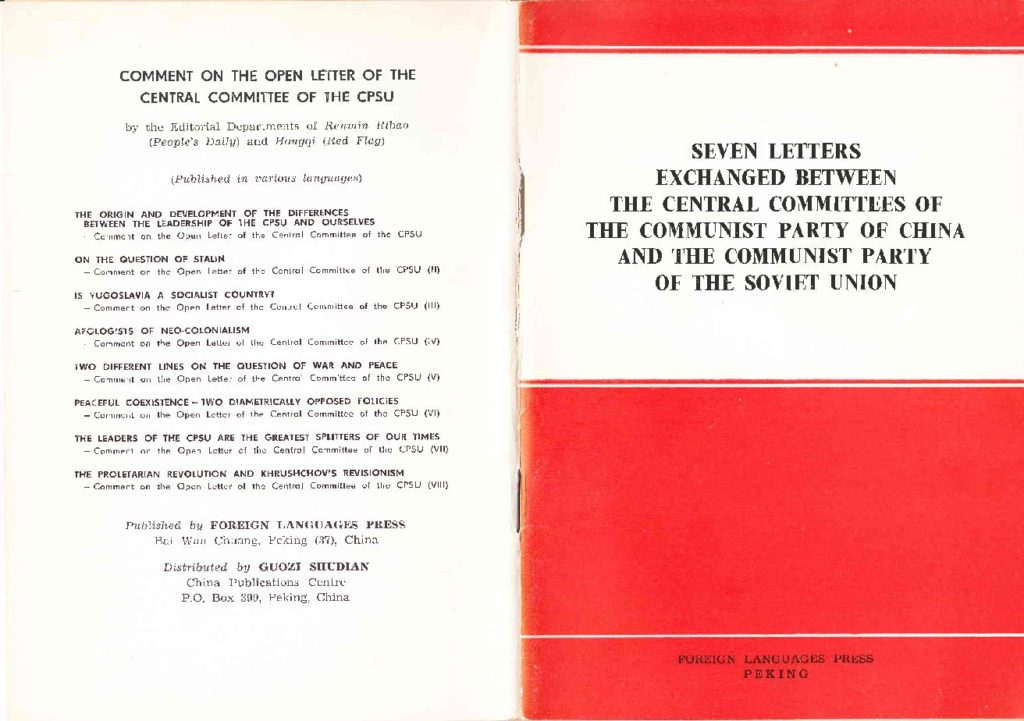 COMMENT ON THE OPEN LETTER OF THE
CENTRAL COMMITTEE OF THE CPSU
by the Editorial Departments of Renmin Ribao
(People's Daily) and Hongqi (Red Flag)
(Published in various languages)
THE ORIGIN AND DEVELOPMENT OF THE DIFFERENCES
BETWEEN THE LEADERSHIP OF THE CPSU AND OURSELVES
– Comment on the Open Letter of the Central Committee of the CPSU
ON THE QUESTION OF STALIN
– Comment on the Open Letter of the Central Committee of the CPSU (II)
IS YUGOSLAVIA A SOCIALIST COUNTRY?
– Comment on the Open Letter of the Central Committee of the CPSU (III)
APOLOGISTS OF NEO-COLONIALISM
– Comment on the Open Letter of the Central Committee of the CPSU (IV)
TWO DIFFERENT LINES ON THE QUESTION OF WAR AND PEACE
– Comment on the Open Letter of the Central Committee of the CPSU (V)
PEACEFUL COEXISTENCE – TWO DIAMETRICALLY OPPOSED POLICIES
– Comment on the Open Letter of the Central Committee of the CPSU (VI)
THE LEADERS OF THE CPSU ARE THE GREATEST SPLITTERS OF OUR TIMES
– Comment on the Open Letter of the Central Committee of the CPSU (VII)
THE PROLETARIAN REVOLUTION AND KHRUSHCHOV'S REVISIONISM
– Comment on the Open Letter of the Central Committee of the CPSU (VIII)
Published by FOREIGN LANGUAGES PRESS
Bai Wan Chuang, Peking (37), China
Distributed by GUOZI SHUDIAN
China Publications Centre
P.O. Box 399, Peking, China
SEVEN LETTERS
EXCHANGED BETWEEN
THE CENTRAL COMMITTEES OF
THE COMMUNIST PARTY OF CHINA
AND THE COMMUNIST PARTY
OF THE SOVIET UNION
FOREIGN LANGUAGES PRESS
PEKING